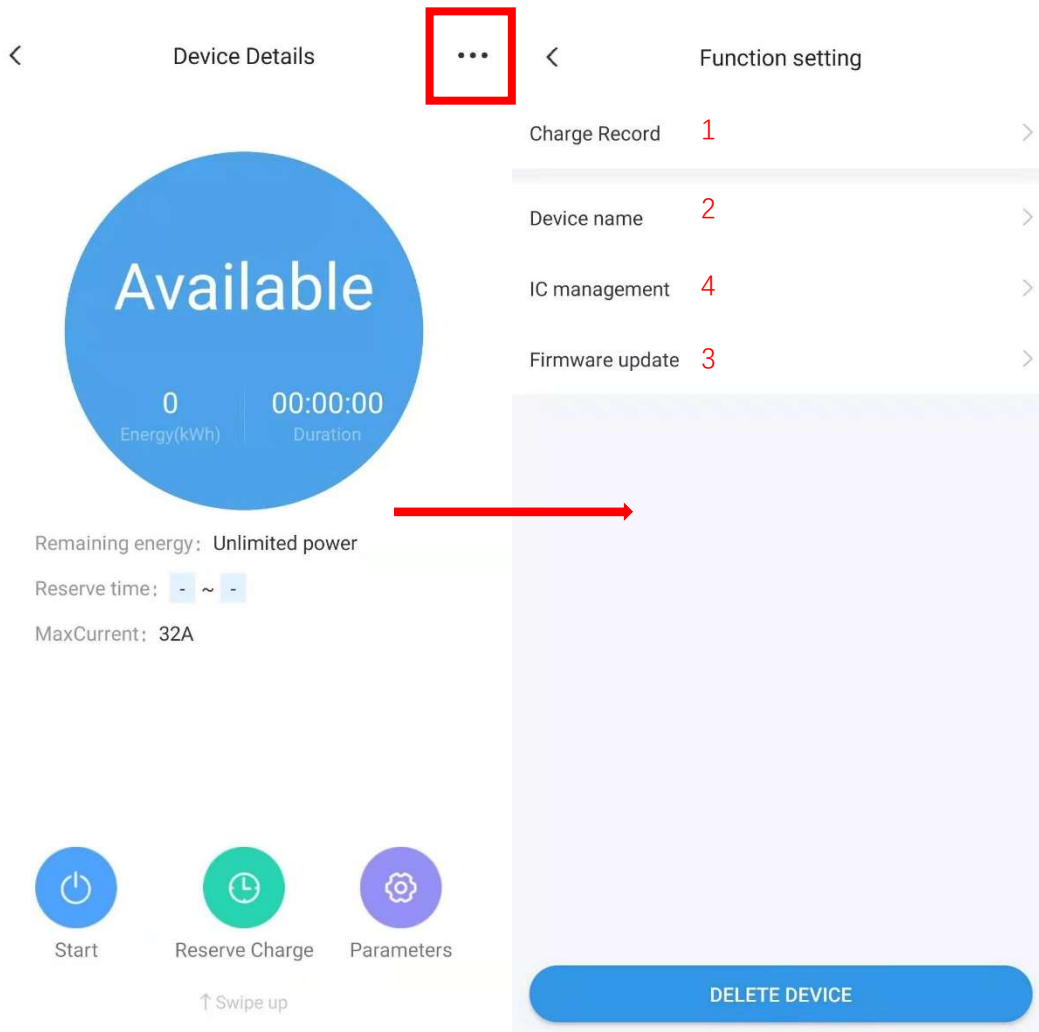 Device Details
•••
Available
0
00:00:00
Energy(kWh)
Duration
Remaining energy: Unlimited power
Reserve time: - ~ -
MaxCurrent: 32A
Start
Reserve Charge
Parameters
↑ Swipe up
Function setting
Charge Record 1
Device name 2
IC management 4
Firmware update 3
DELETE DEVICE